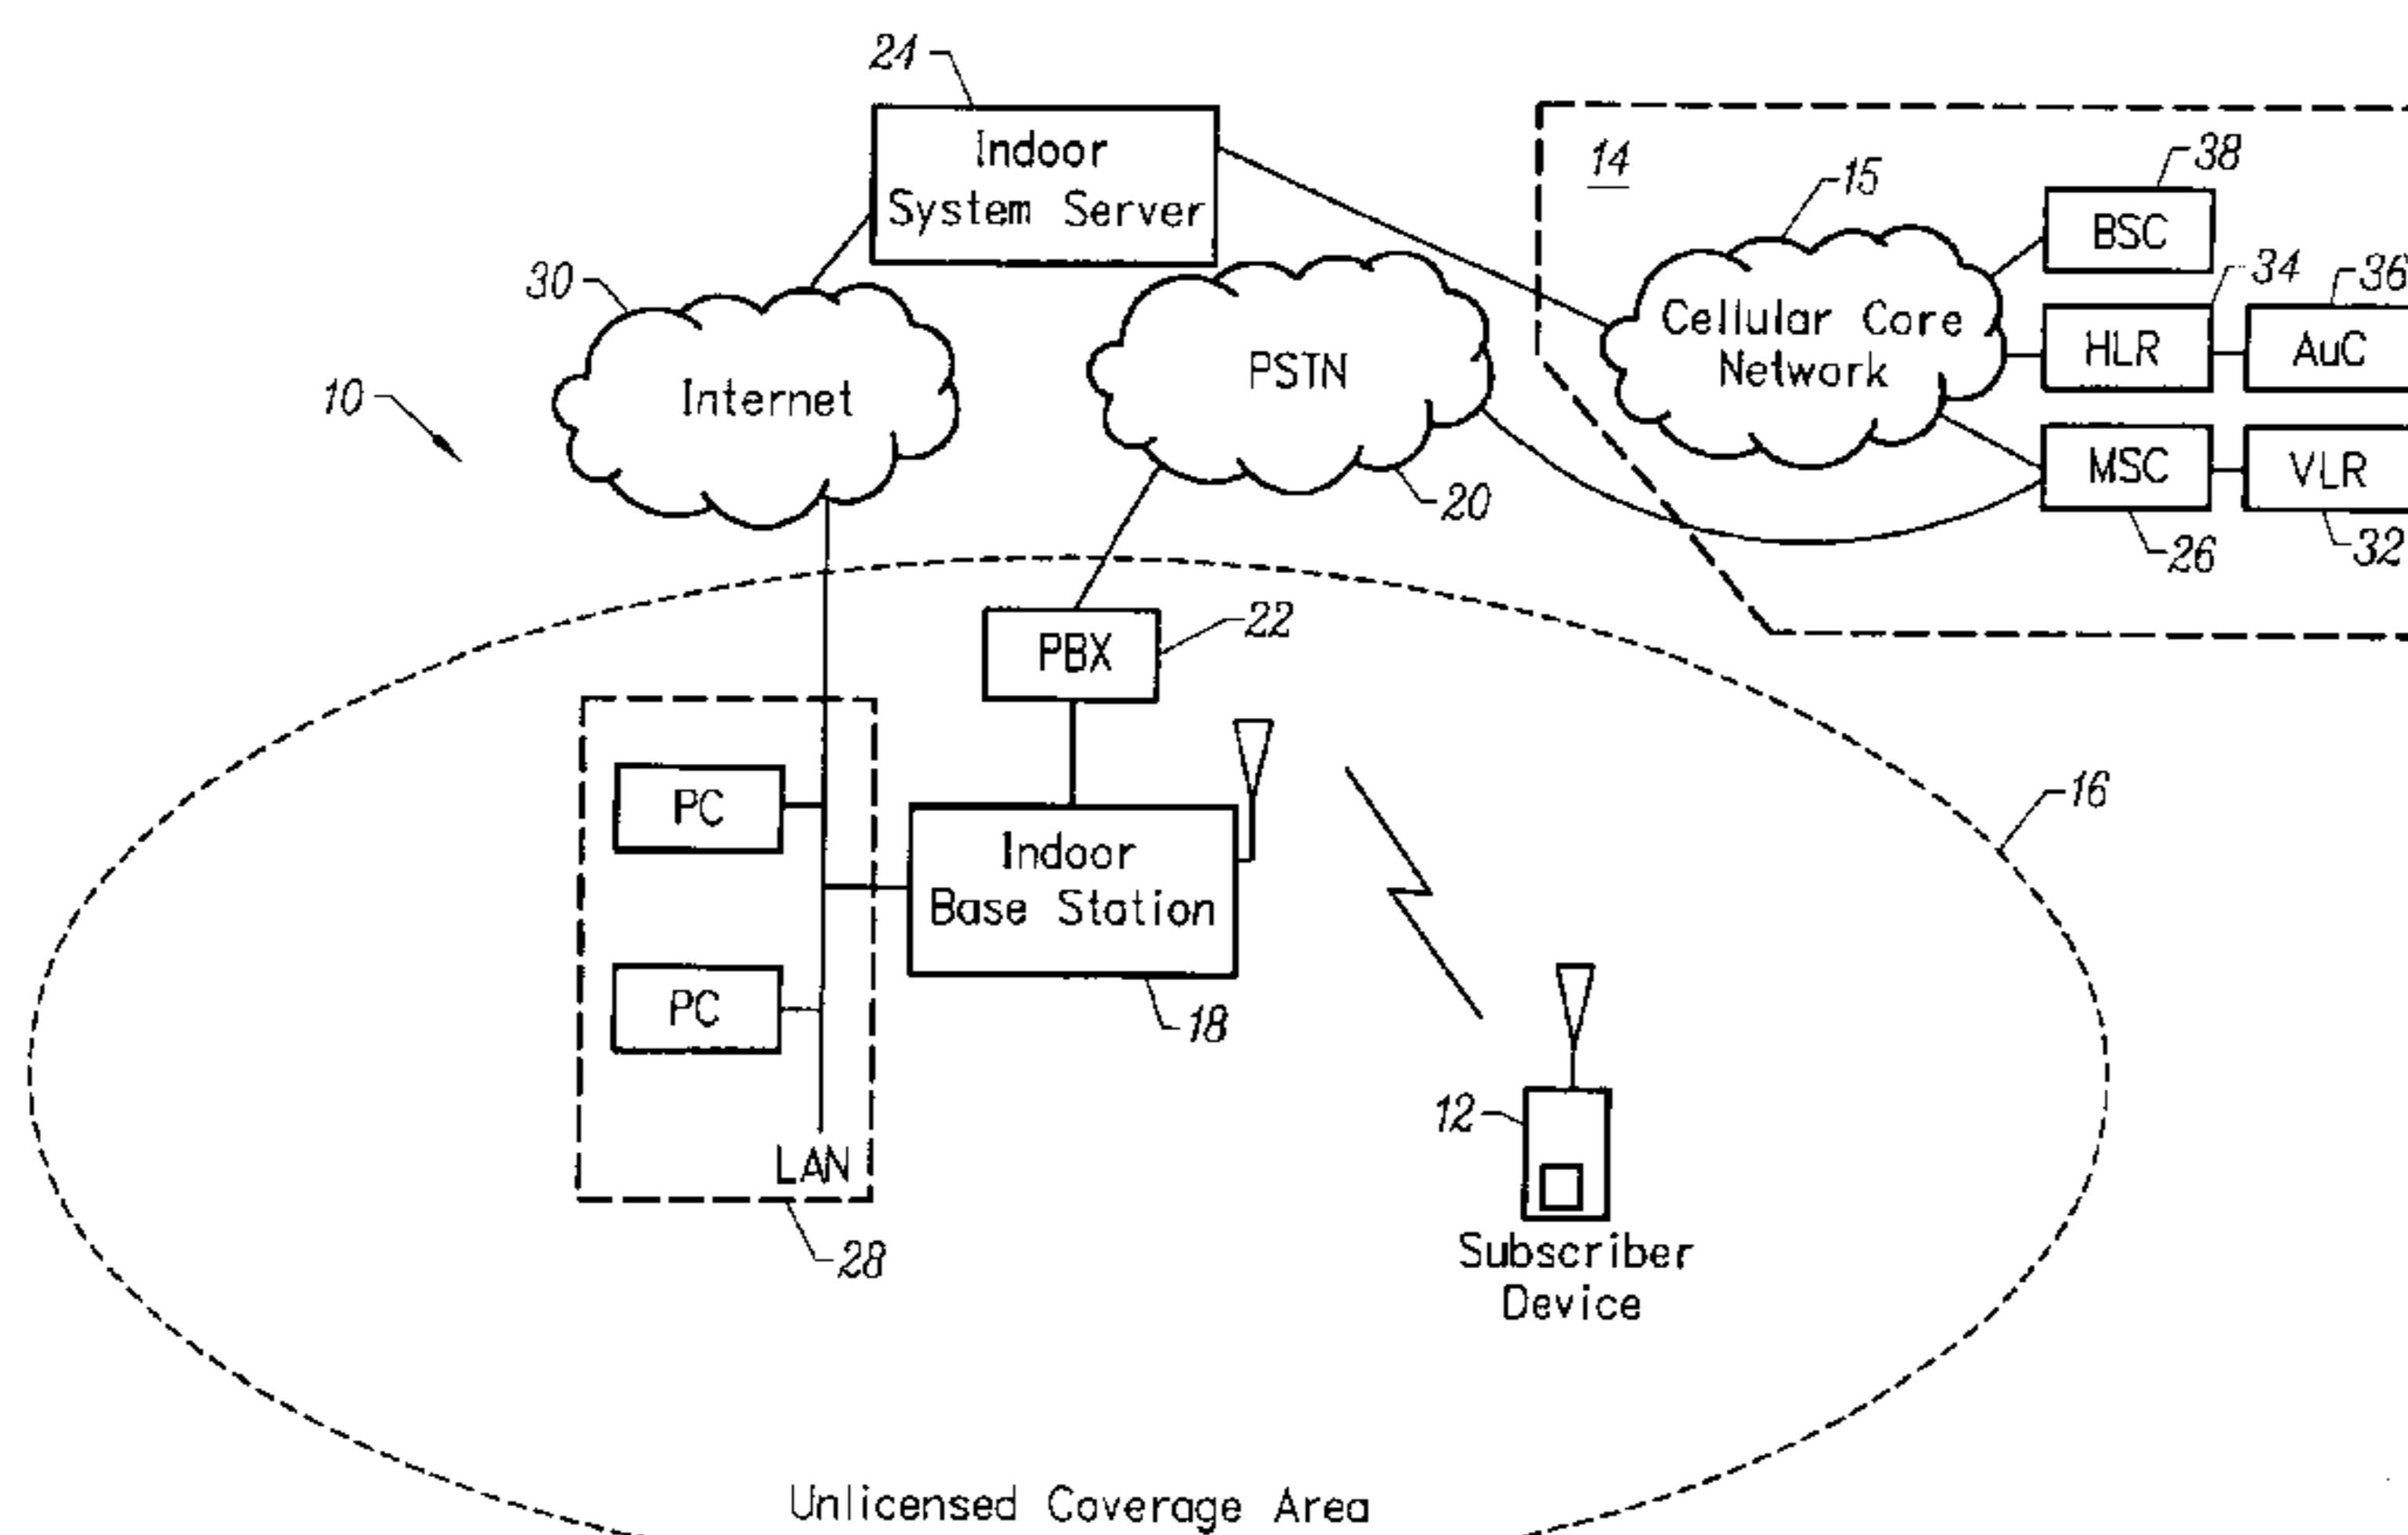 24
Indoor
System Server
14
15
38
BSC
30
34
36
Cellular Core
Network
HLR
AuC
Internet
PSTN
10
MSC
VLR
20
26
32
PBX
22
PC
Indoor
Base Station
16
PC
18
12
LAN
28
Subscriber
Device
Unlicensed Coverage Area